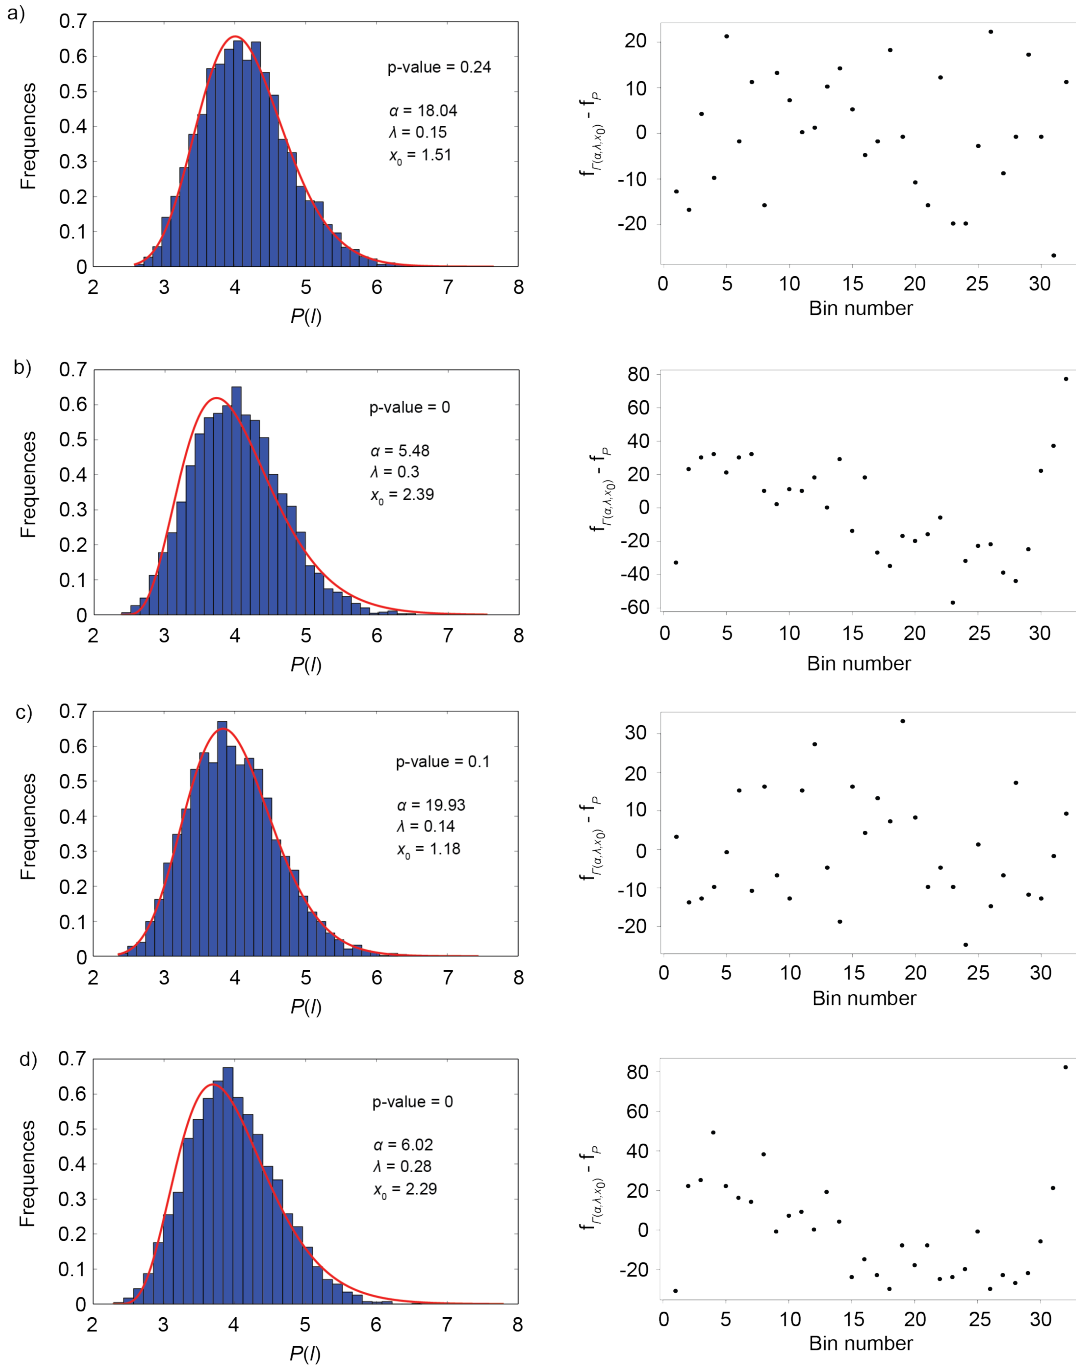 a)
0.7
0.6
0.5
0.4
0.3
0.2
0.1
0
Frequences
p-value = 0.24
α = 18.04
λ = 0.15
x0 = 1.51
2 3 4 5 6 7 8
P(l)
20
10
0
-10
-20
fΓ(α,λ,x0) - fP
0 5 10 15 20 25 30
Bin number
b)
0.7
0.6
0.5
0.4
0.3
0.2
0.1
0
Frequences
p-value = 0
α = 5.48
λ = 0.3
x0 = 2.39
2 3 4 5 6 7 8
P(l)
80
60
40
20
0
-20
-40
-60
fΓ(α,λ,x0) - fP
0 5 10 15 20 25 30
Bin number
c)
0.7
0.6
0.5
0.4
0.3
0.2
0.1
0
Frequences
p-value = 0.1
α = 19.93
λ = 0.14
x0 = 1.18
2 3 4 5 6 7 8
P(l)
30
20
10
0
-10
-20
fΓ(α,λ,x0) - fP
0 5 10 15 20 25 30
Bin number
d)
0.7
0.6
0.5
0.4
0.3
0.2
0.1
0
Frequences
p-value = 0
α = 6.02
λ = 0.28
x0 = 2.29
2 3 4 5 6 7 8
P(l)
80
60
40
20
0
-20
fΓ(α,λ,x0) - fP
0 5 10 15 20 25 30
Bin number